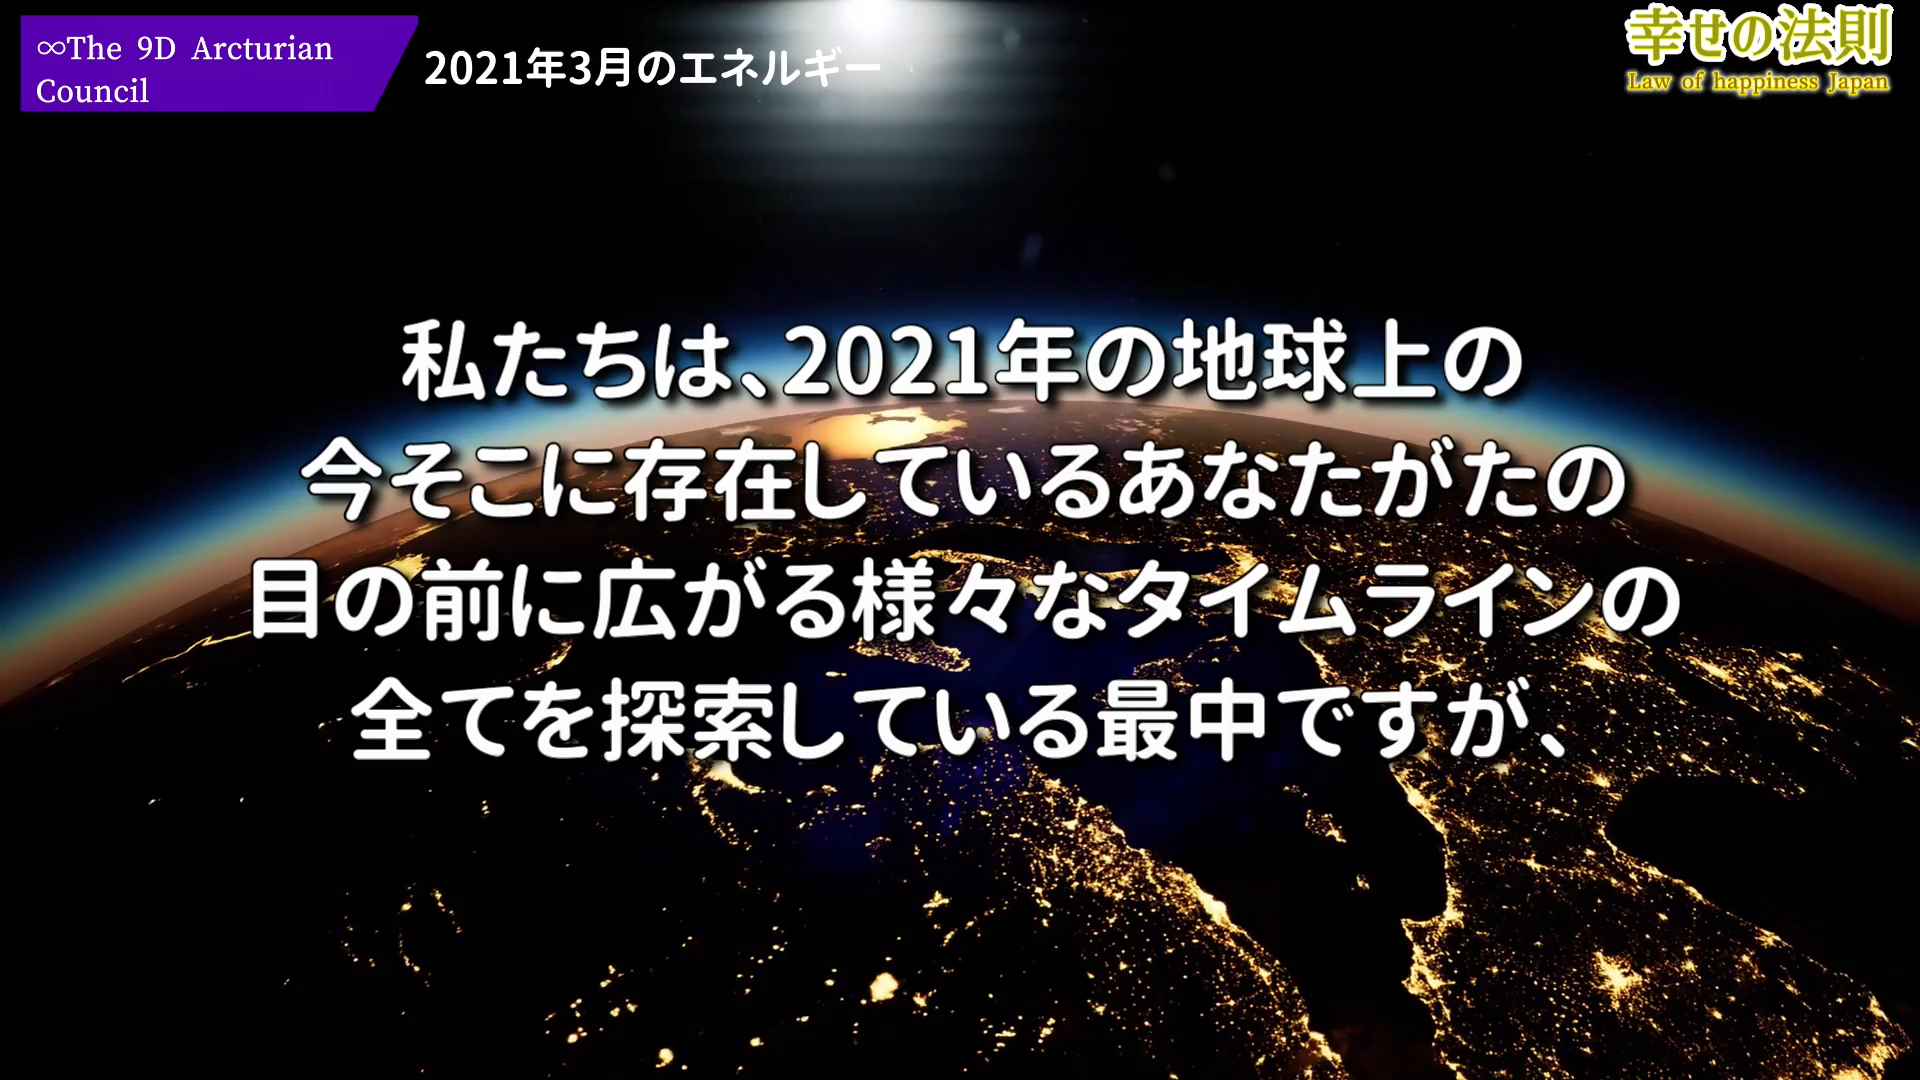 ∞The 9D Arcturian
Council
2021年3月のエネルギー
幸せの法則
Law of happiness Japan
私たちは、2021年の地球上の
今そこに存在しているあなたがたの
目の前に広がる様々なタイムラインの
全てを探索している最中ですが、